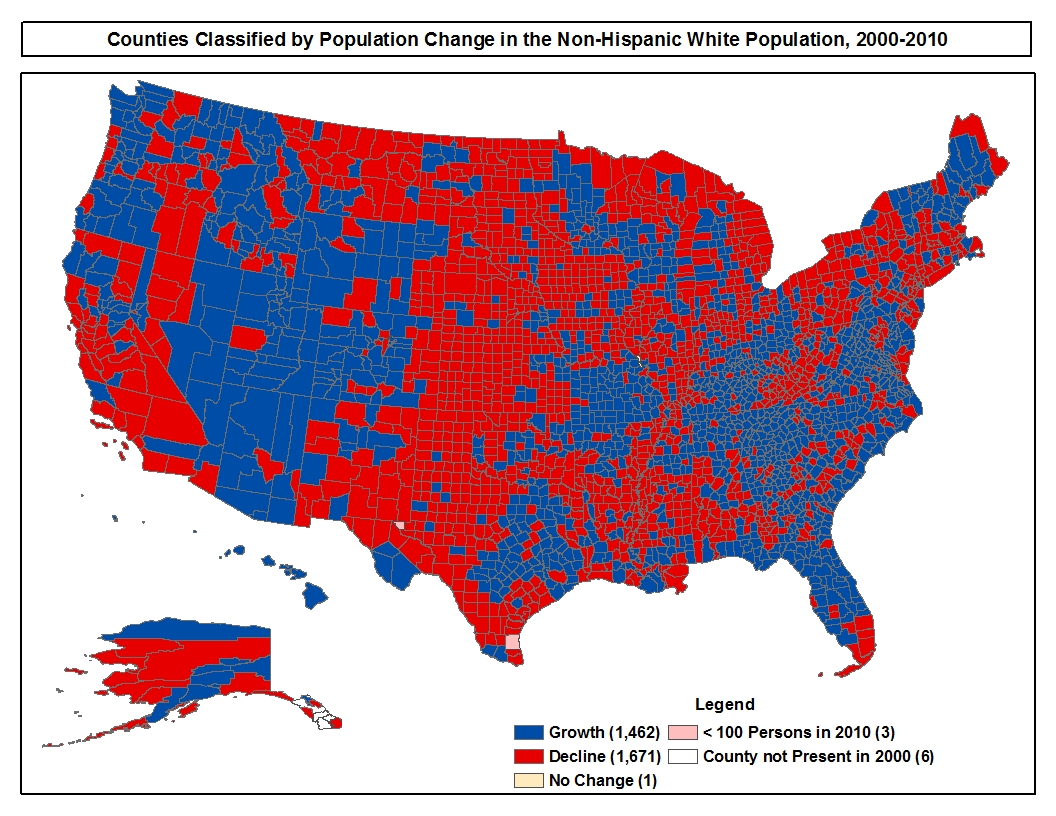 Counties Classified by Population Change in the Non-Hispanic White Population, 2000-2010
Legend
Growth (1,462)
< 100 Persons in 2010 (3)
Decline (1,671)
County not Present in 2000 (6)
No Change (1)